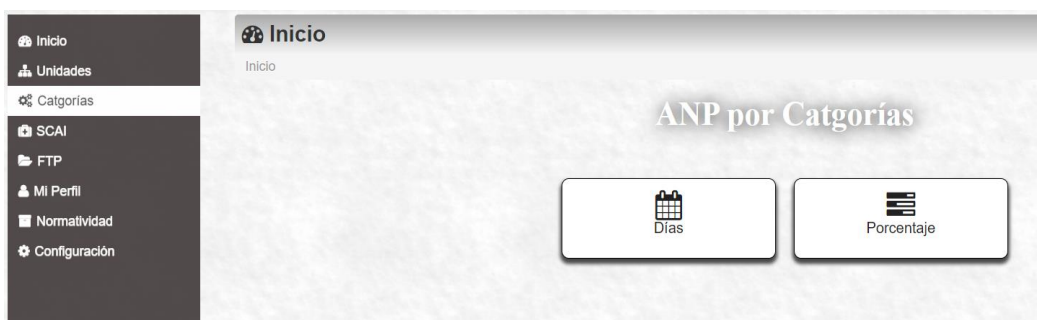 Inicio
Unidades
Catgorías
SCAI
FTP
Mi Perfil
Normatividad
Configuración
Inicio
Inicio
ANP por Catgorías
Días
Porcentaje